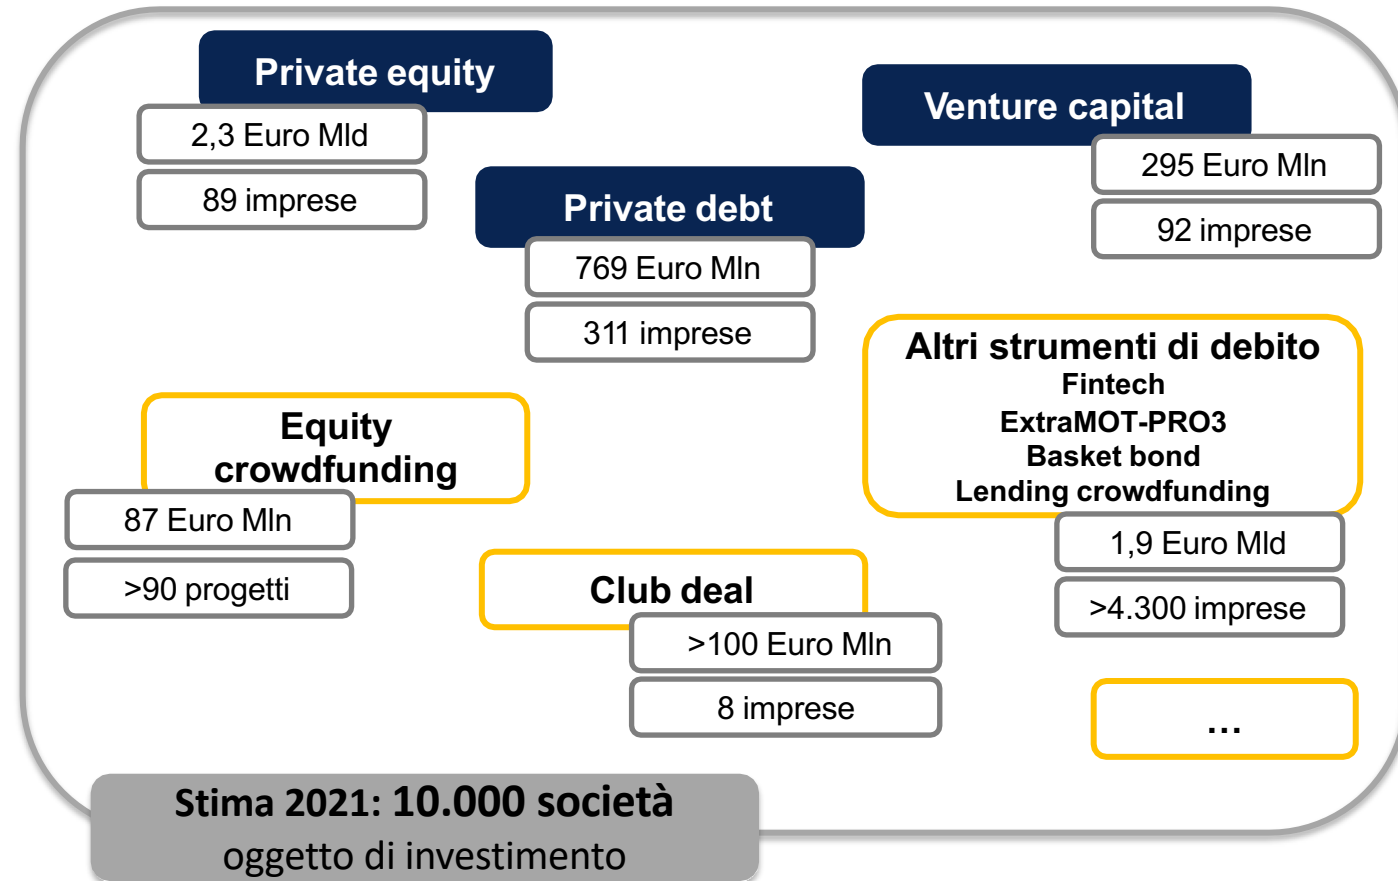 Private equity
2,3 Euro Mld
89 imprese
Venture capital
295 Euro Mln
92 imprese
Private debt
769 Euro Mln
311 imprese
Altri strumenti di debito
Fintech
ExtraMOT-PRO3
Basket bond
Lending crowdfunding
1,9 Euro Mld
>4.300 imprese
Equity
crowdfunding
87 Euro Mln
>90 progetti
Club deal
>100 Euro Mln
8 imprese
...
Stima 2021: 10.000 società
oggetto di investimento